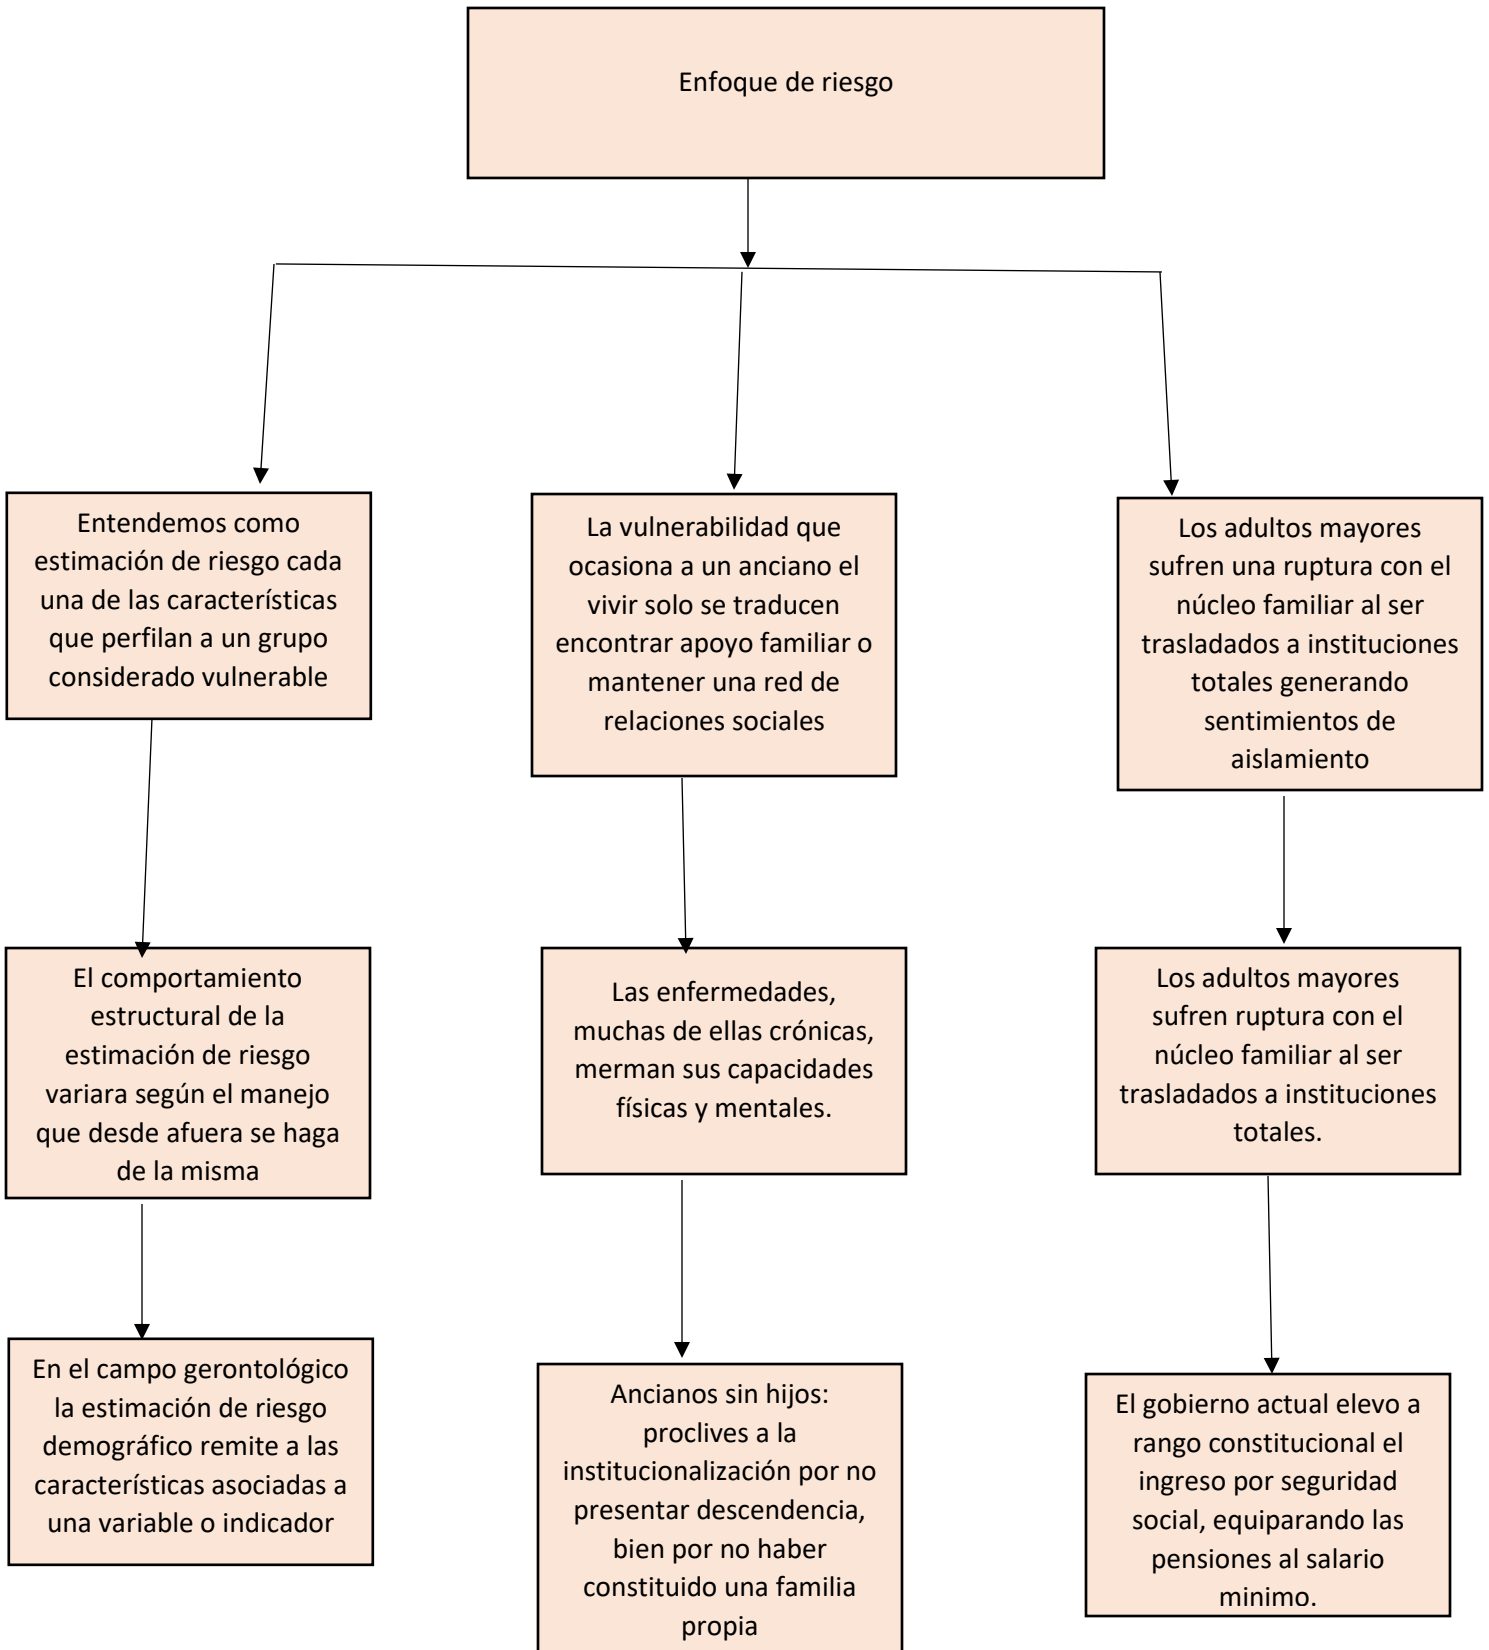 Enfoque de riesgo
Entendemos como
estimación de riesgo cada
una de las características
que perfilan a un grupo
considerado vulnerable
La vulnerabilidad que
ocasiona a un anciano el
vivir solo se traducen
encontrar apoyo familiar o
mantener una red de
relaciones sociales
Los adultos mayores
sufren una ruptura con el
núcleo familiar al ser
trasladados a instituciones
totales generando
sentimientos de
aislamiento
El comportamiento
estructural de la
estimación de riesgo
variara según el manejo
que desde afuera se haga
de la misma
Las enfermedades,
muchas de ellas crónicas,
merman sus capacidades
físicas y mentales.
Los adultos mayores
sufren ruptura con el
núcleo familiar al ser
trasladados a instituciones
totales.
En el campo gerontológico
la estimación de riesgo
demográfico remite a las
características asociadas a
una variable o indicador
Ancianos sin hijos:
proclives a la
institucionalización por no
presentar descendencia,
bien por no haber
constituido una familia
propia
El gobierno actual elevo a
rango constitucional el
ingreso por seguridad
social, equiparando las
pensiones al salario
minimo.